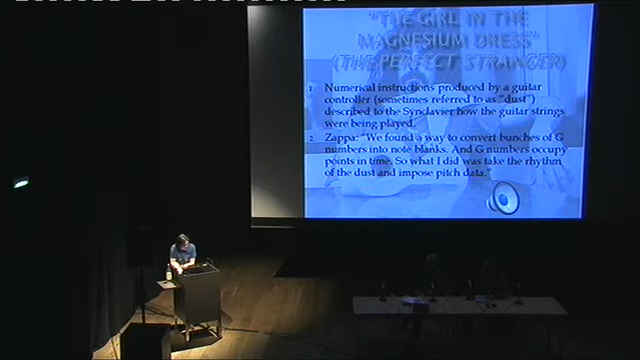 "THE GIRL IN THE
MAGNESIUM DRESS"
(THE PERFECT STRANGER)
1. Numerical instructions produced by a guitar
controller (sometimes referred to as "dust")
described to the Synclavier how the guitar strings
were being played.
2. Zappa: "We found a way to convert bunches of G
numbers into note blanks. And G numbers occupy
points in time. So what I did was take the rhythm
of the dust and impose pitch data."